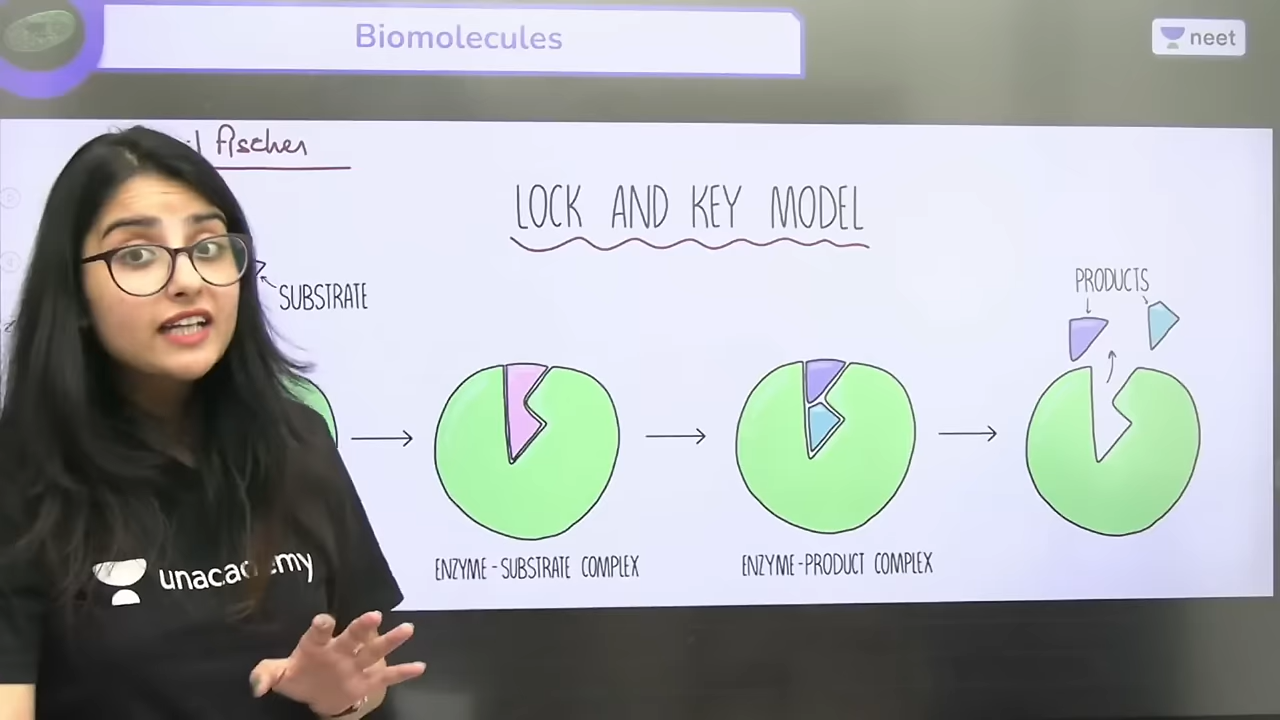 Biomolecules
neet
Fischer
LOCK AND KEY MODEL
SUBSTRATE
PRODUCTS
ENZYME-SUBSTRATE COMPLEX
ENZYME-PRODUCT COMPLEX
unacademy